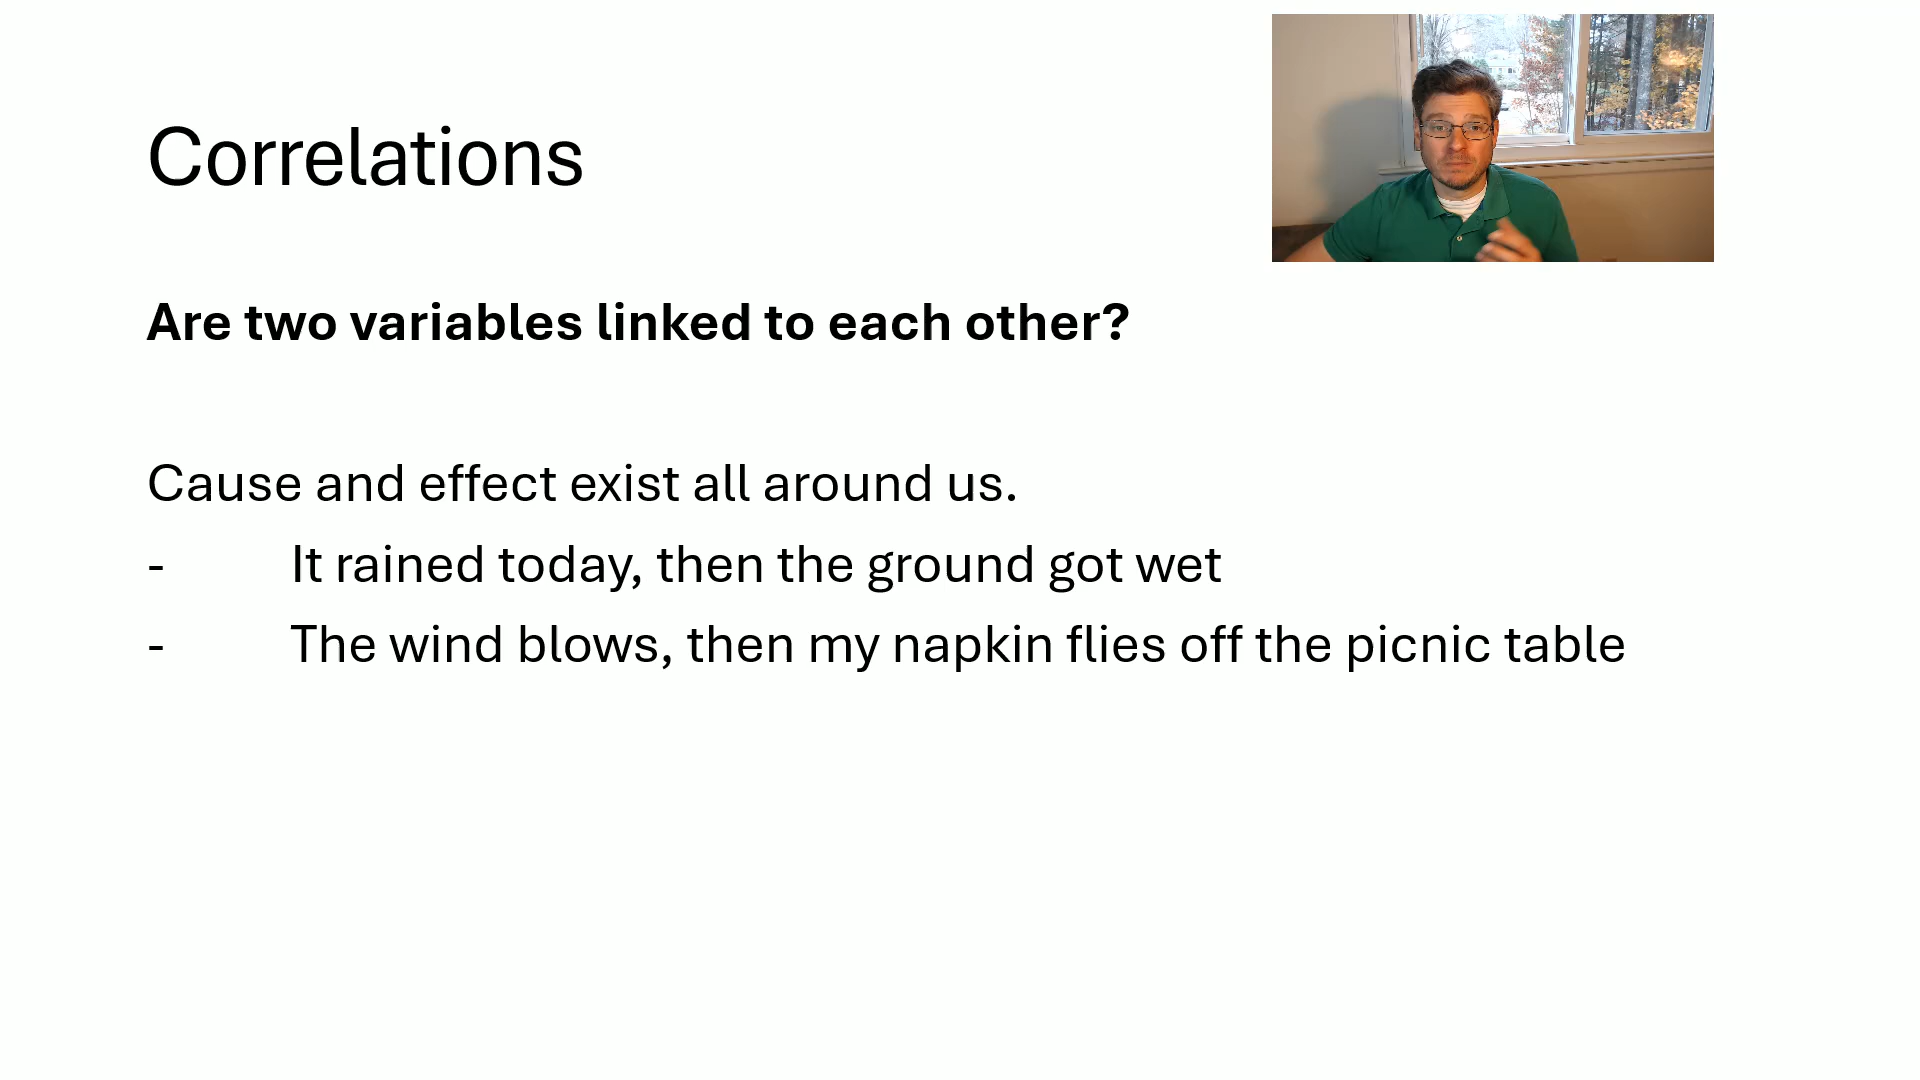 Correlations
Are two variables linked to each other?
Cause and effect exist all around us.
- It rained today, then the ground got wet
- The wind blows, then my napkin flies off the picnic table